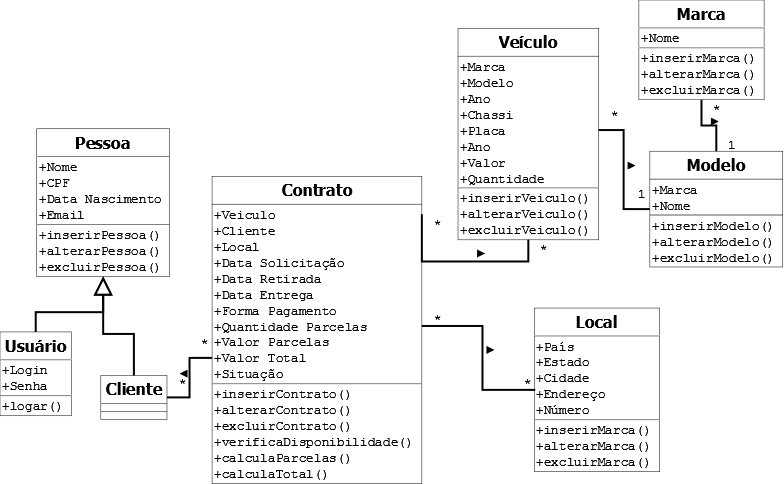 Marca
+Nome
+inserirMarca()
+alterarMarca()
+excluirMarca()
Veículo
+Marca
+Modelo
+Ano
+Chassi
+Placa
+Ano
+Valor
+Quantidade
+inserirVeiculo()
+alterarVeiculo()
+excluirVeiculo()
*
1
*
1
Modelo
+Marca
+Nome
+inserirModelo()
+alterarModelo()
+excluirModelo()
Pessoa
+Nome
+CPF
+Data Nascimento
+Email
+inserirPessoa()
+alterarPessoa()
+excluirPessoa()
Contrato
+Veiculo
+Cliente
+Local
+Data Solicitação
+Data Retirada
+Data Entrega
+Forma Pagamento
+Quantidade Parcelas
+Valor Parcelas
+Valor Total
+Situação
+inserirContrato()
+alterarContrato()
+excluirContrato()
+verificaDisponibilidade()
+calculaParcelas()
+calculaTotal()
*
*
*
*
*
*
Local
+País
+Estado
+Cidade
+Endereço
+Número
+inserirMarca()
+alterarMarca()
+excluirMarca()
Usuário
+Login
+Senha
+logar()
Cliente